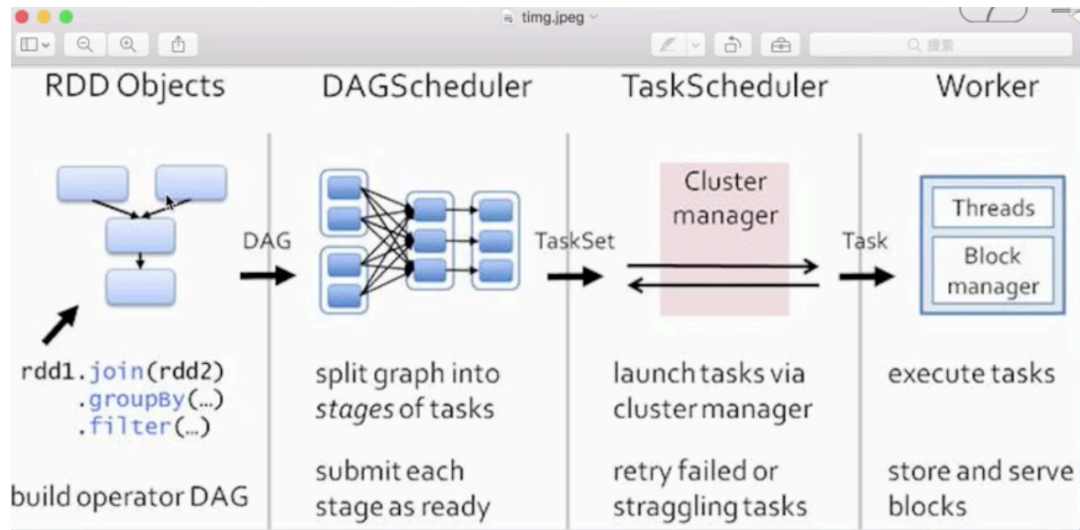 timg.jpeg
搜索
RDD Objects
DAGScheduler
TaskScheduler
Worker
DAG
TaskSet
Cluster
manager
Task
Threads
Block
manager
rdd1.join(rdd2)
.groupBy(…)
.filter(…)
build operator DAG
split graph into
stages of tasks
submit each
stage as ready
launch tasks via
cluster manager
retry failed or
straggling tasks
execute tasks
store and serve
blocks